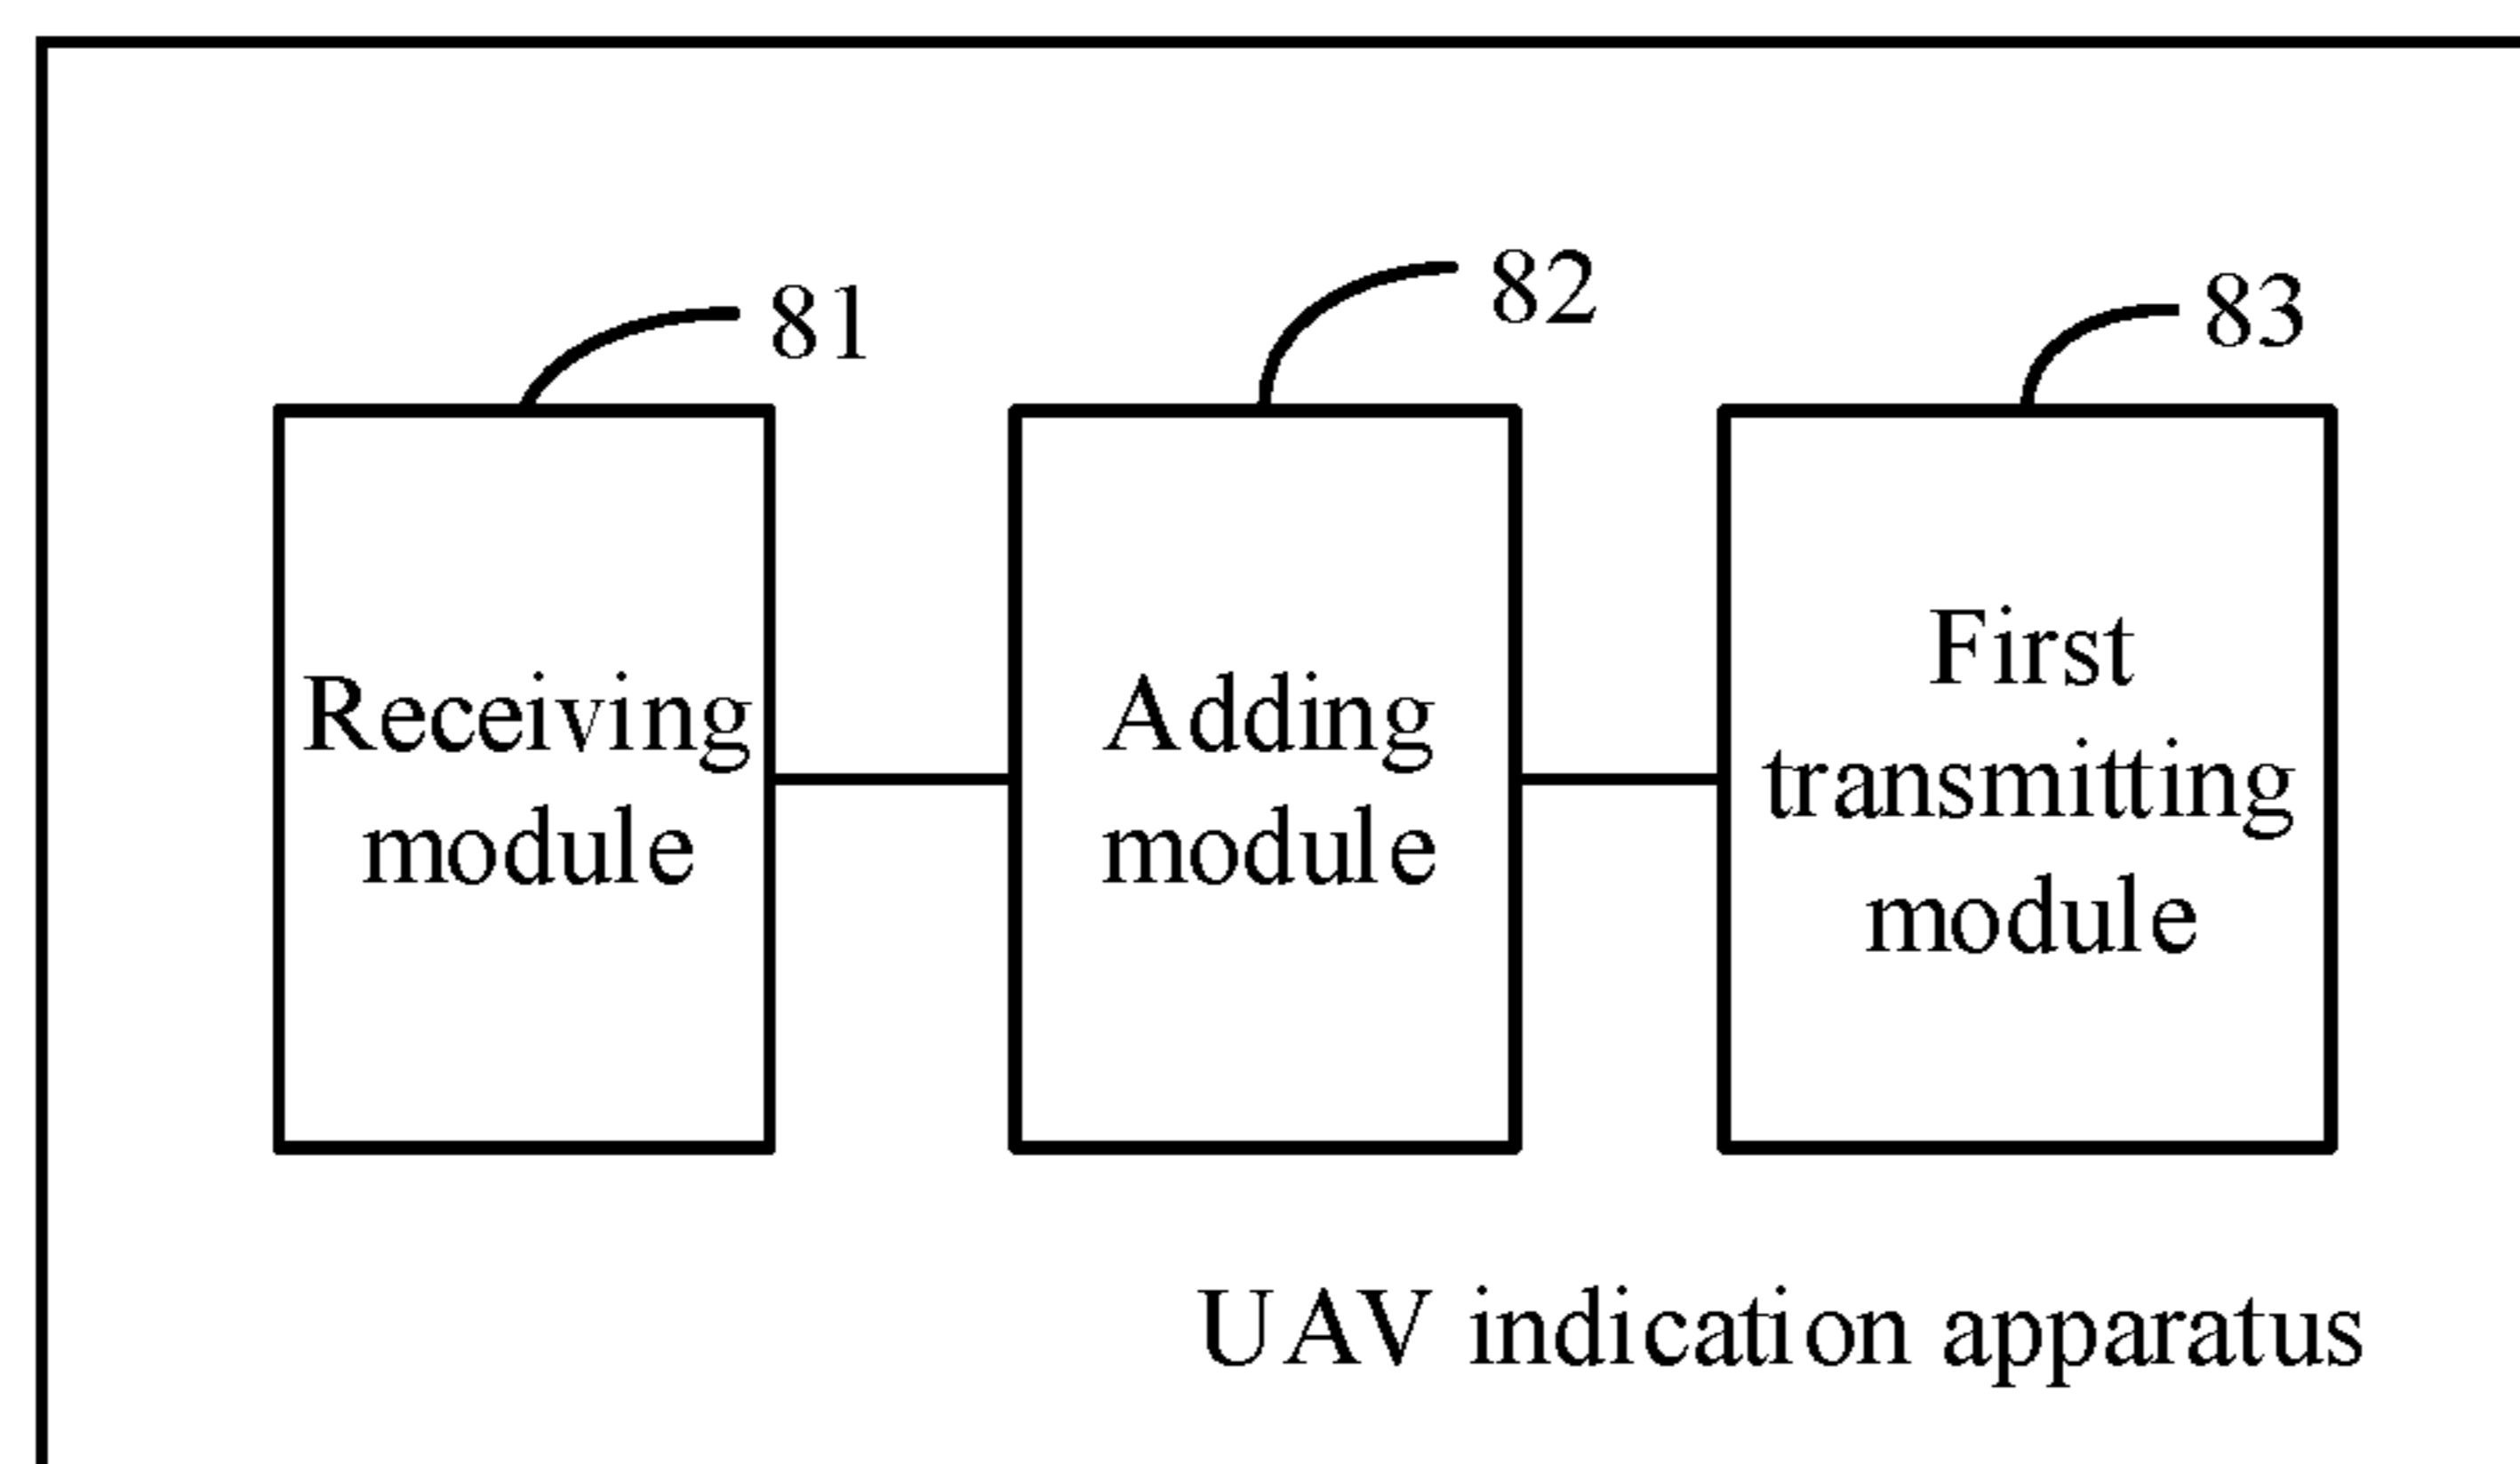 81
82
83
Receiving
module
Adding
module
First
transmitting
module
UAV indication apparatus